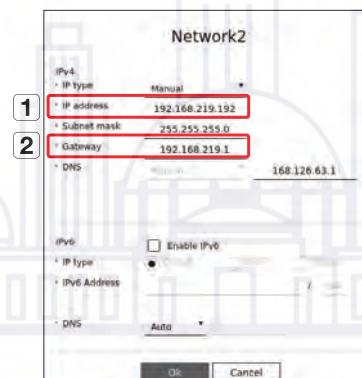 Network2
IPv4
IP type Manual
1 IP address 192.168.219.192
Subnet mask 255.255.255.0
2 Gateway 192.168.219.1
DNS 168.126.63.1
IPv6 Enable IPv6
IP type
IPv6 Address /
DNS Auto
Ok Cancel